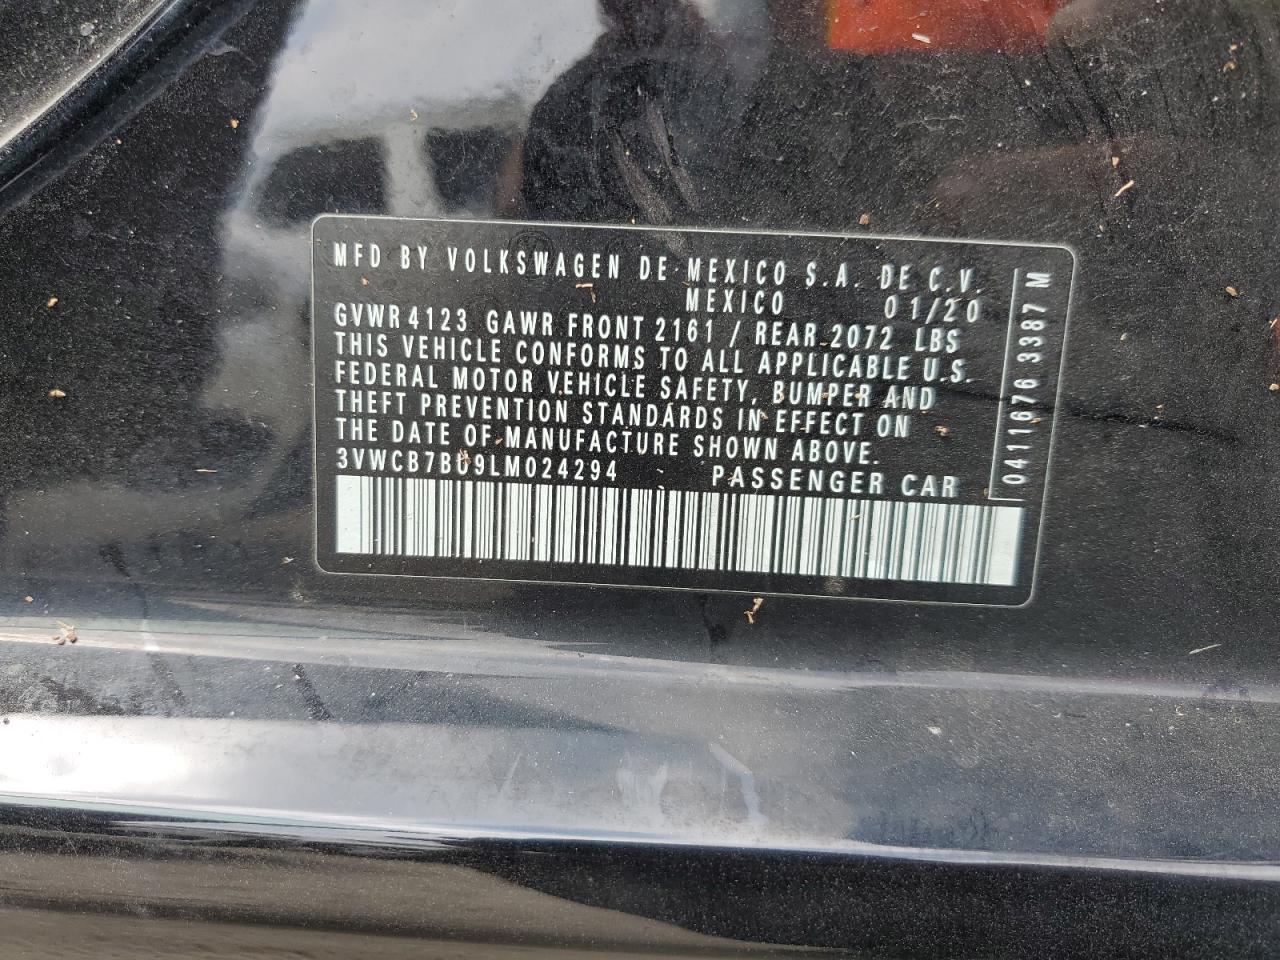 MFD BY VOLKSWAGEN DE MEXICO S.A. DE C.V.
MEXICO 01/20
GVWR 4123 GAWR FRONT 2161 / REAR 2072 LBS
THIS VEHICLE CONFORMS TO ALL APPLICABLE U.S.
FEDERAL MOTOR VEHICLE SAFETY, BUMPER AND
THEFT PREVENTION STANDARDS IN EFFECT ON
THE DATE OF MANUFACTURE SHOWN ABOVE.
3VWCB7BU9LM024294 PASSENGER CAR
0411676 3387 M